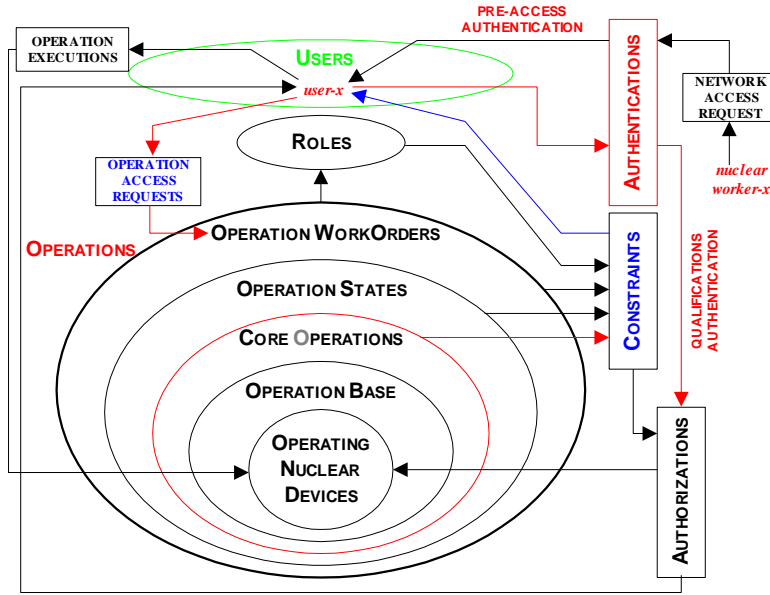 PRE-ACCESS
AUTHENTICATION
OPERATION
EXECUTIONS
USERS
user-x
AUTHENTICATIONS
NETWORK
ACCESS
REQUEST
nuclear
worker-x
ROLES
OPERATION
ACCESS
REQUESTS
OPERATIONS
OPERATION WORKORDERS
OPERATION STATES
CORE OPERATIONS
OPERATION BASE
OPERATING
NUCLEAR
DEVICES
CONSTRAINTS
QUALIFICATIONS
AUTHENTICATION
AUTHORIZATIONS